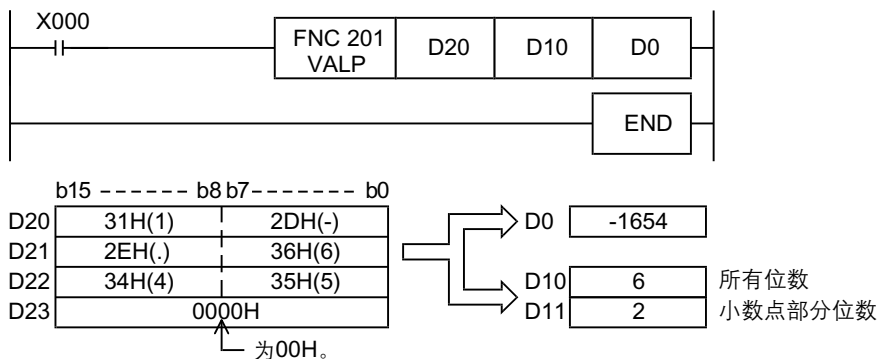 X000
FNC 201
VALP D20 D10 D0
END
b15 ------ b8 b7------- b0
D20 31H(1) 2DH(-) D0 -1654
D21 2EH(.) 36H(6)
D22 34H(4) 35H(5) D10 6 所有位数
D23 0000H D11 2 小数点部分位数
为00H。